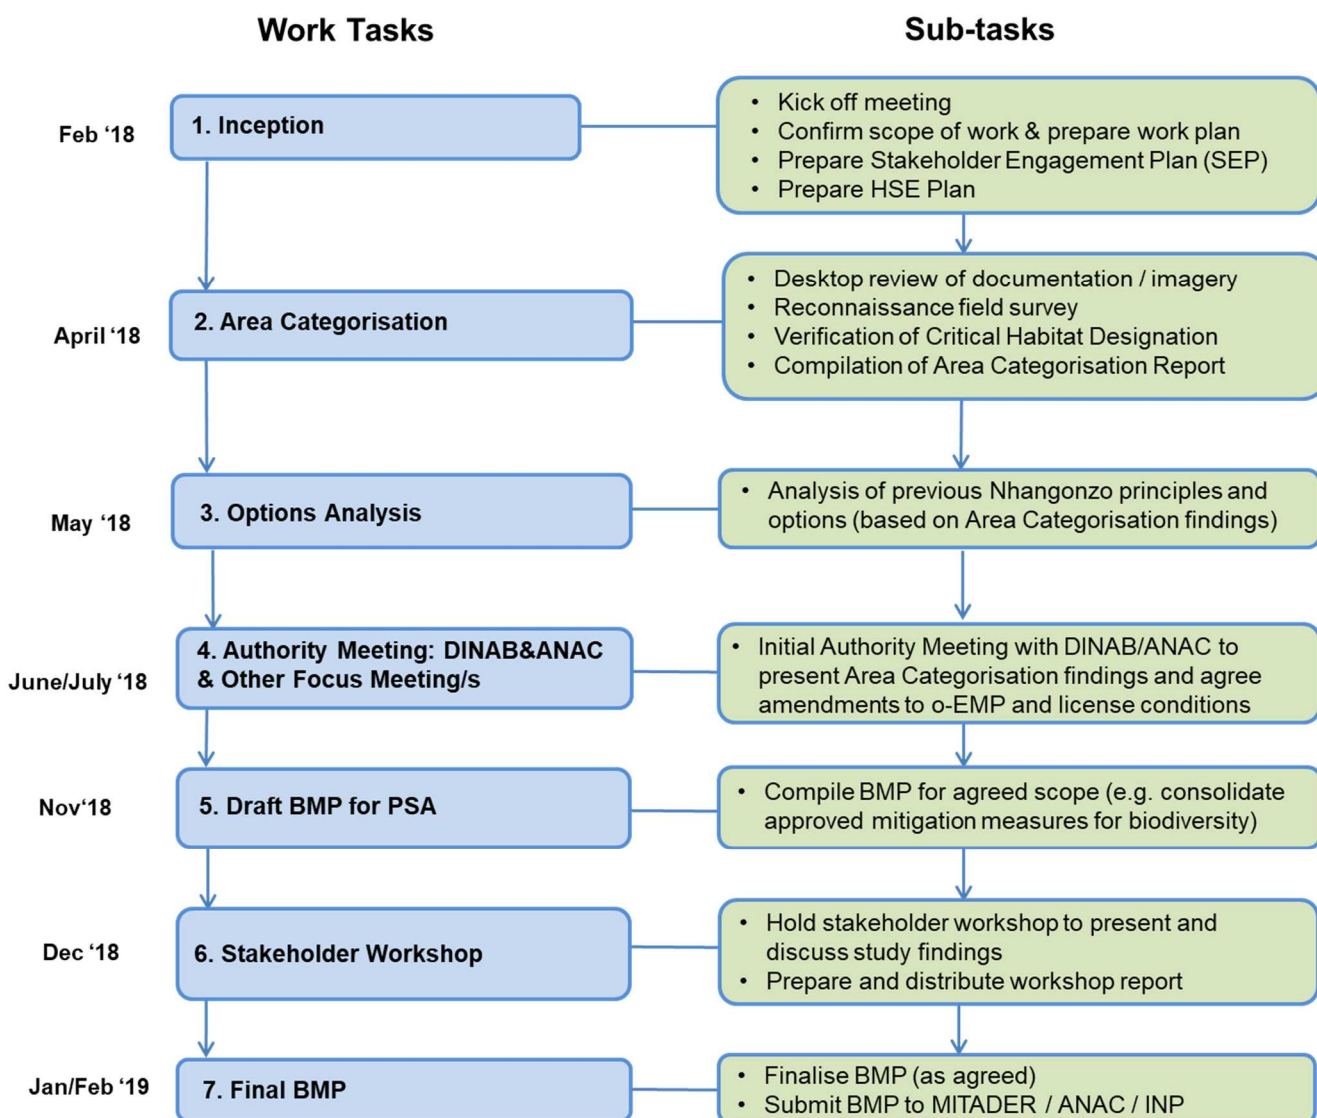 Work Tasks
Sub-tasks
Feb ‘18
1. Inception
• Kick off meeting
• Confirm scope of work & prepare work plan
• Prepare Stakeholder Engagement Plan (SEP)
• Prepare HSE Plan
April ‘18
2. Area Categorisation
• Desktop review of documentation / imagery
• Reconnaissance field survey
• Verification of Critical Habitat Designation
• Compilation of Area Categorisation Report
May ‘18
3. Options Analysis
• Analysis of previous Nhangonzo principles and
options (based on Area Categorisation findings)
June/July ‘18
4. Authority Meeting: DINAB&ANAC
& Other Focus Meeting/s
• Initial Authority Meeting with DINAB/ANAC to
present Area Categorisation findings and agree
amendments to o-EMP and license conditions
Nov‘18
5. Draft BMP for PSA
• Compile BMP for agreed scope (e.g. consolidate
approved mitigation measures for biodiversity)
Dec ‘18
6. Stakeholder Workshop
• Hold stakeholder workshop to present and
discuss study findings
• Prepare and distribute workshop report
Jan/Feb ‘19
7. Final BMP
• Finalise BMP (as agreed)
• Submit BMP to MITADER / ANAC / INP